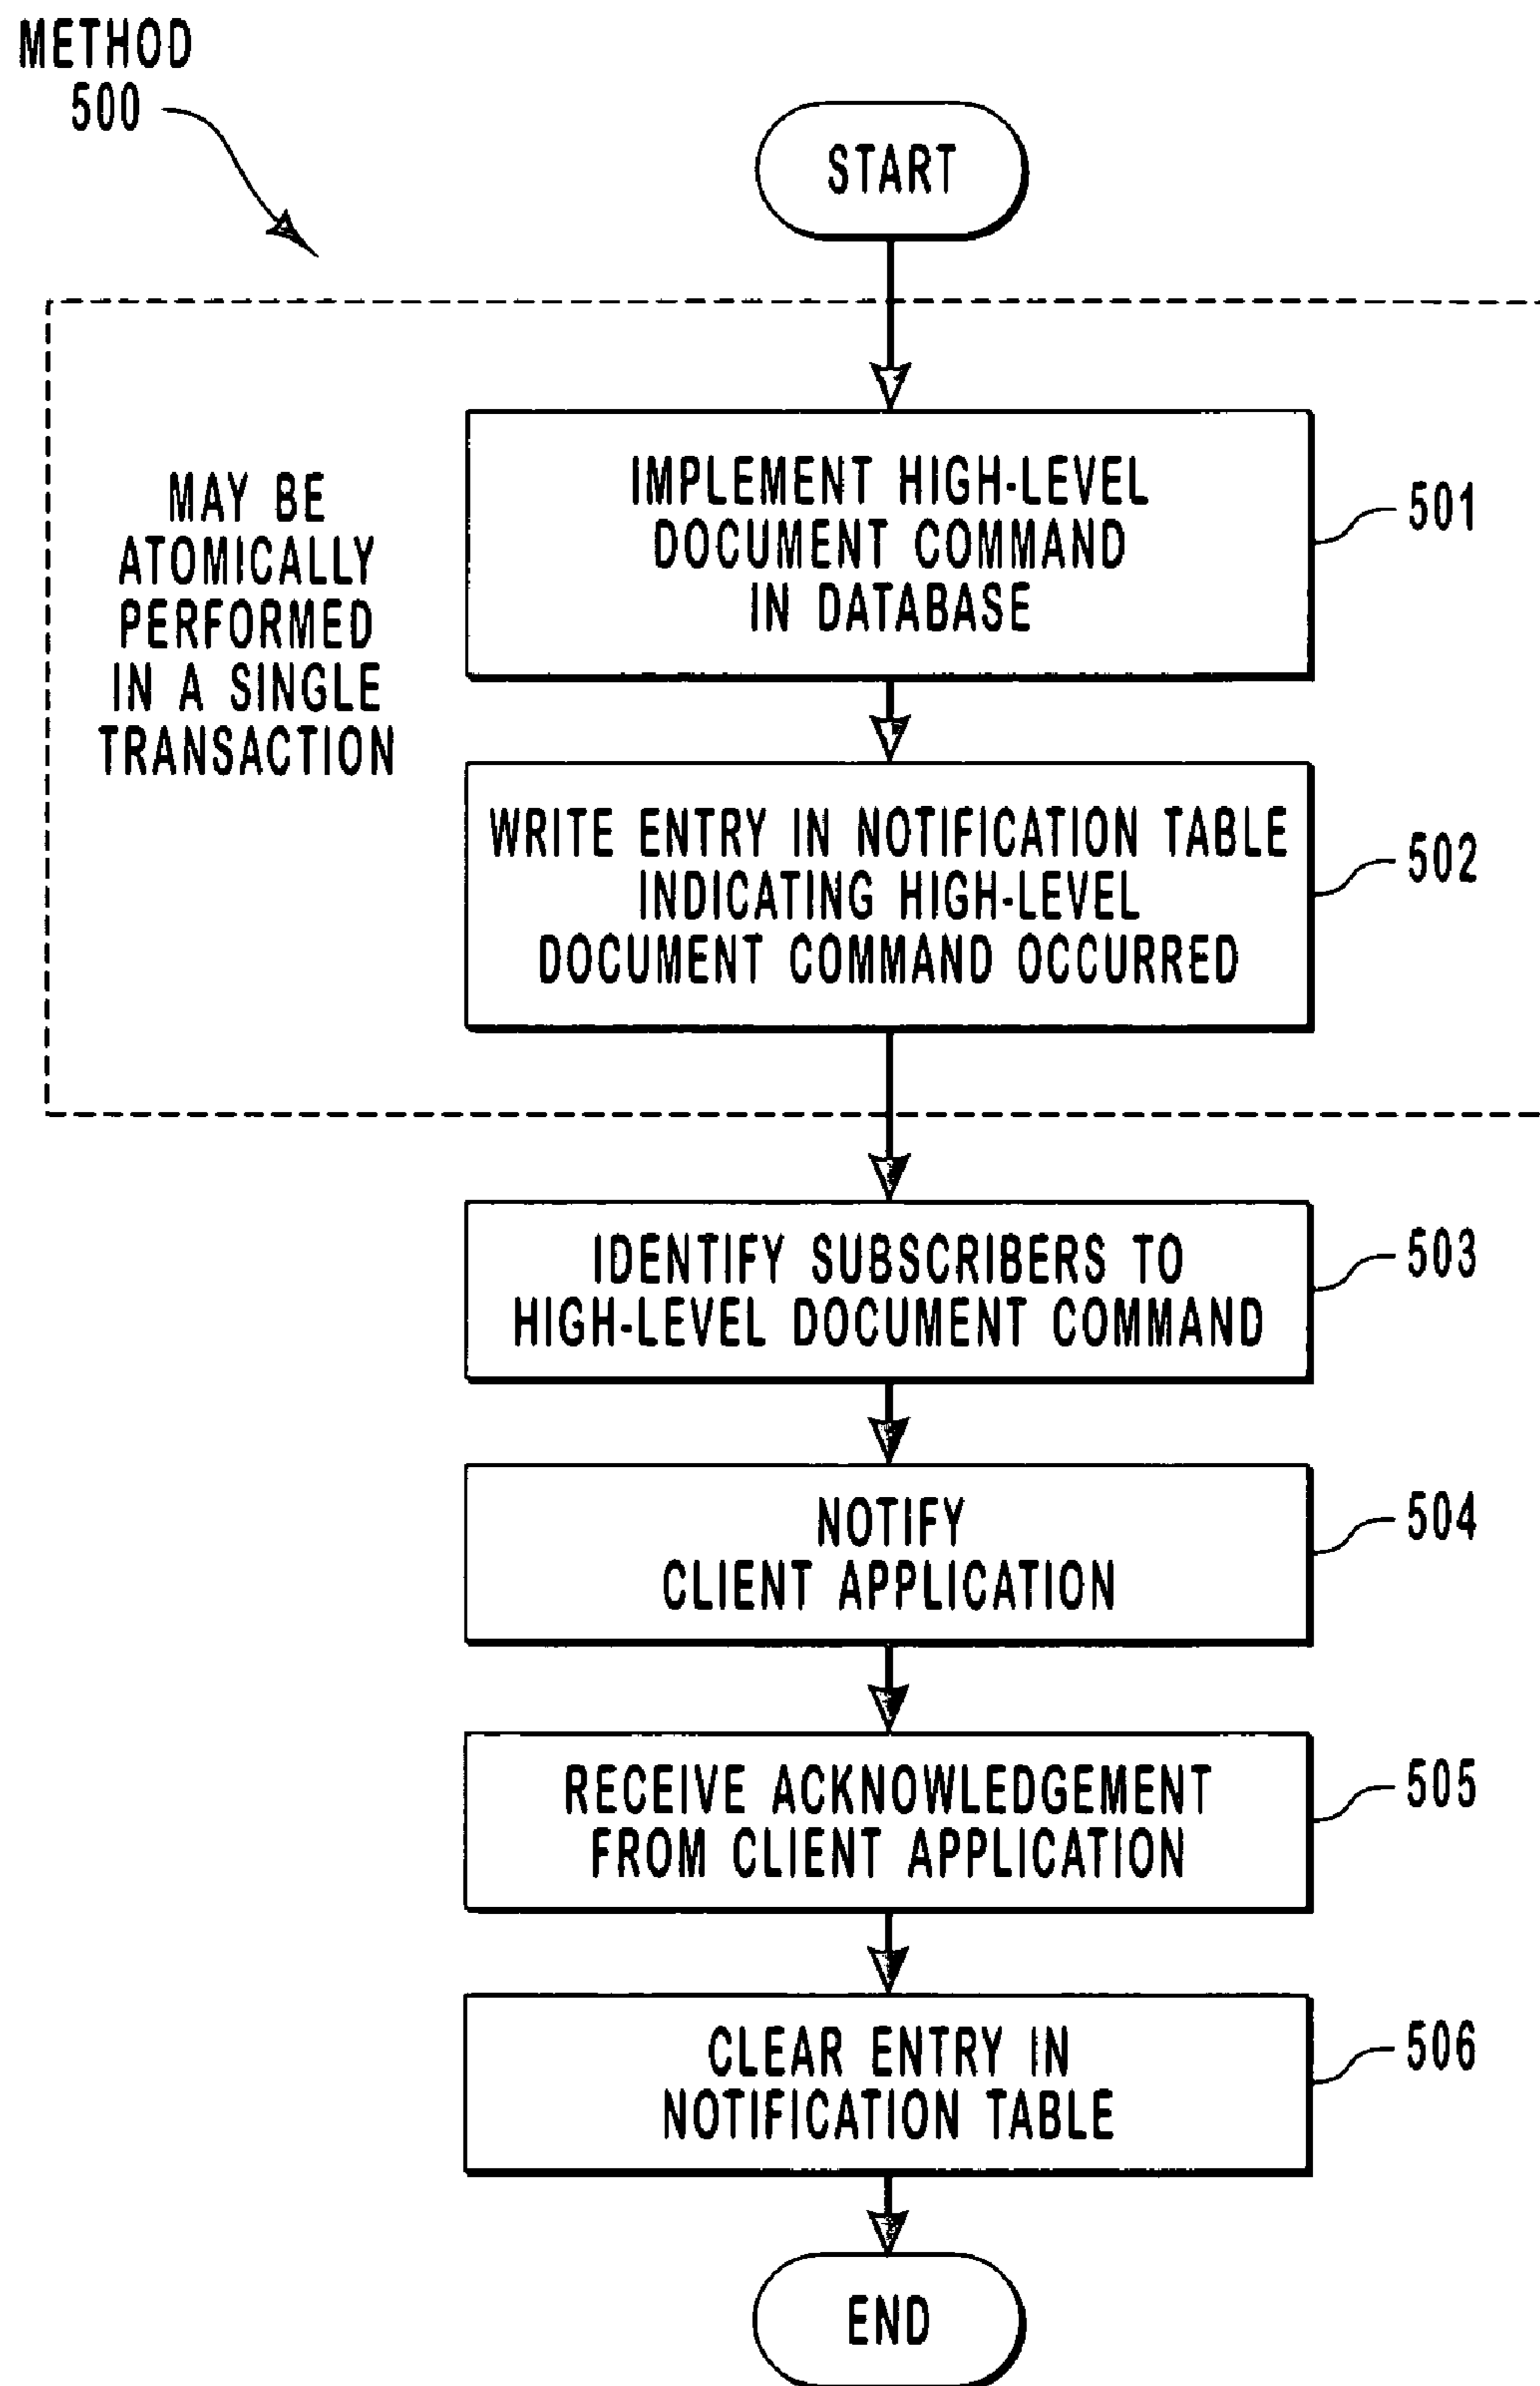 METHOD
500
START
MAY BE
ATOMICALLY
PERFORMED
IN A SINGLE
TRANSACTION
IMPLEMENT HIGH-LEVEL
DOCUMENT COMMAND
IN DATABASE
501
WRITE ENTRY IN NOTIFICATION TABLE
INDICATING HIGH-LEVEL
DOCUMENT COMMAND OCCURRED
502
IDENTIFY SUBSCRIBERS TO
HIGH-LEVEL DOCUMENT COMMAND
503
NOTIFY
CLIENT APPLICATION
504
RECEIVE ACKNOWLEDGEMENT
FROM CLIENT APPLICATION
505
CLEAR ENTRY IN
NOTIFICATION TABLE
506
END